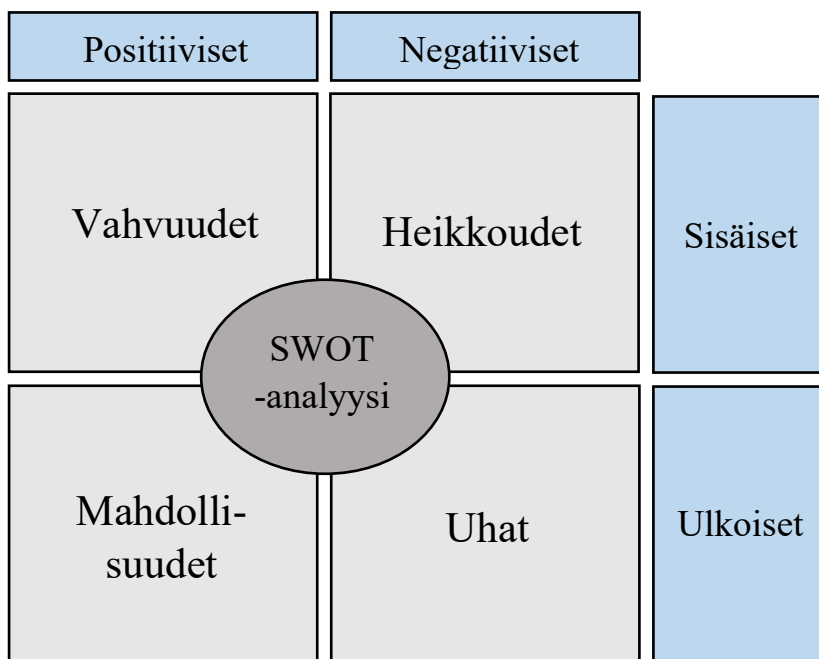 Positiiviset
Negatiiviset
Vahvuudet
Heikkoudet
Sisäiset
SWOT
-analyysi
Mahdolli-
suudet
Uhat
Ulkoiset